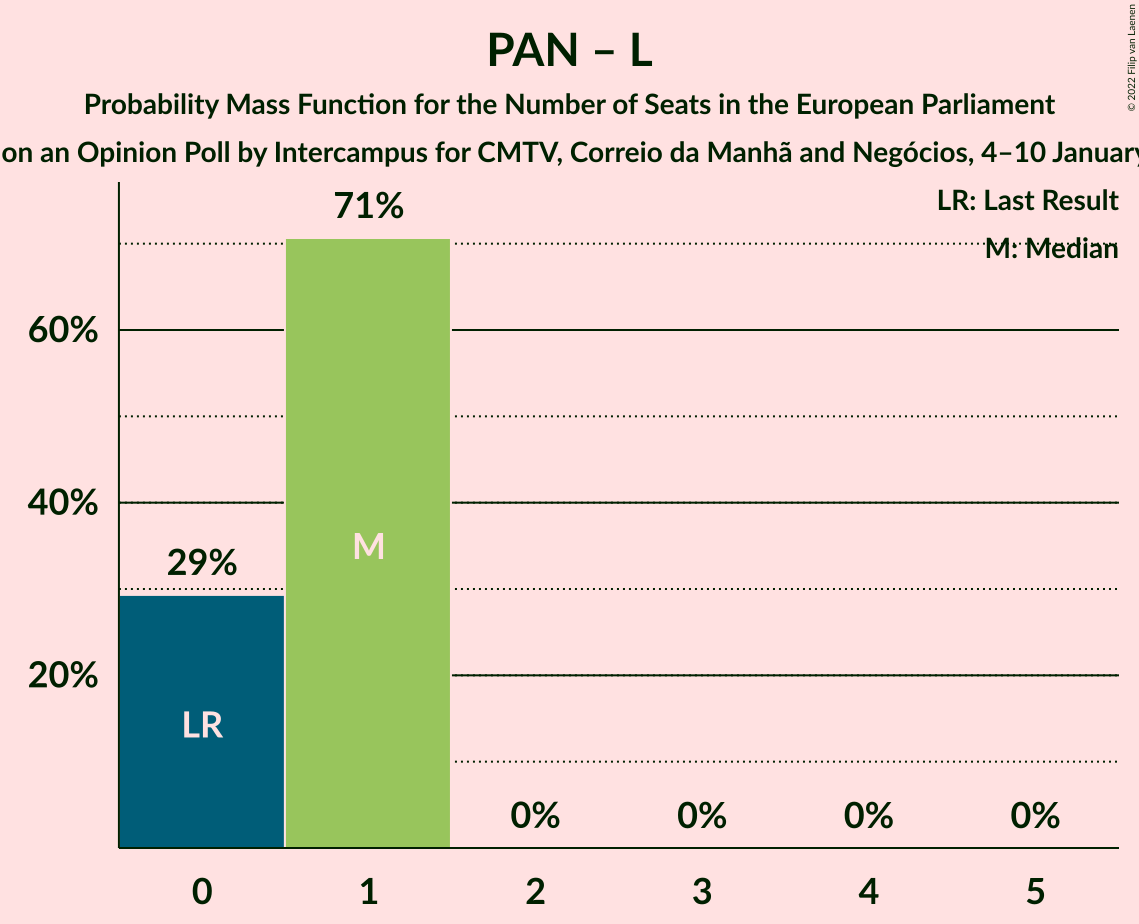 PAN – L
Probability Mass Function for the Number of Seats in the European Parliament
on an Opinion Poll by Intercampus for CMTV, Correio da Manhã and Negócios, 4–10 January
© 2022 Filip van Laenen
LR: Last Result
M: Median
71%
60%
40%
29%
20%
M
LR
0%
0%
0%
0%
0
1
2
3
4
5